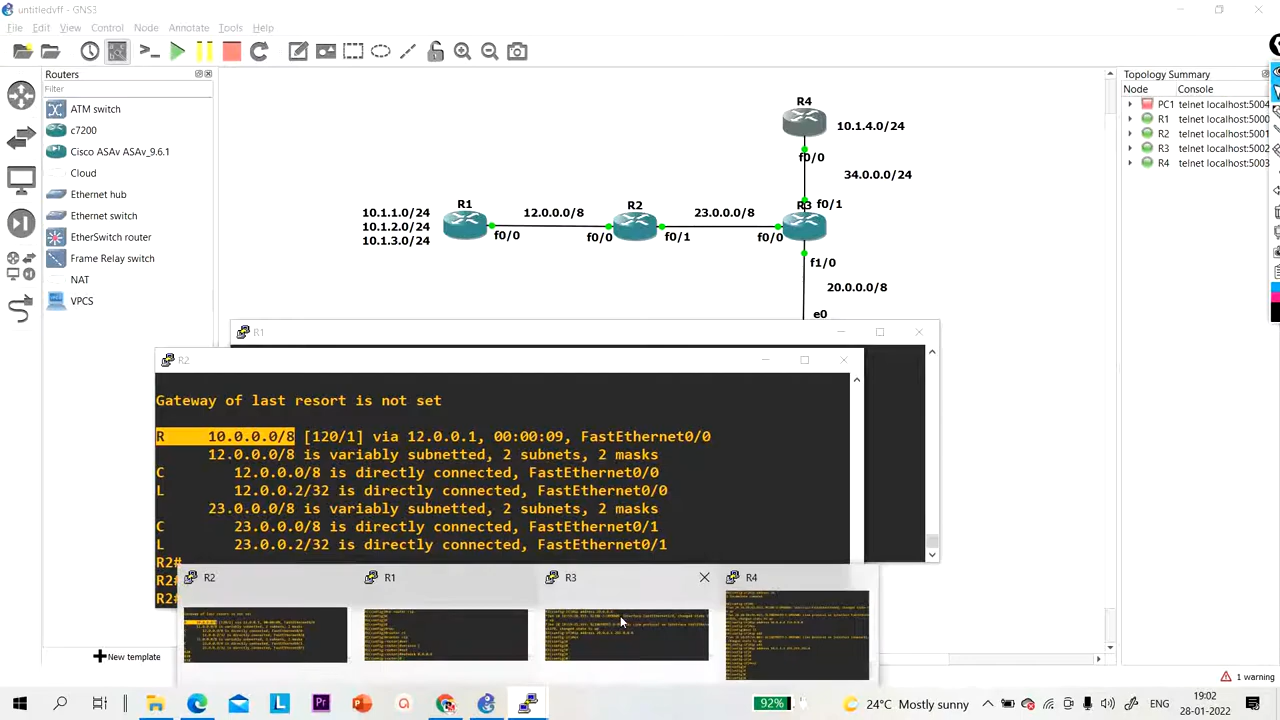 untitledvff - GNS3
File Edit View Control Node Annotate Tools Help
Routers
Filter
ATM switch
c7200
Cisco ASAv ASAv_9.6.1
Cloud
Ethernet hub
Ethernet switch
EtherSwitch router
Frame Relay switch
NAT
VPCS
New template
R4
10.1.4.0/24
f0/0
34.0.0.0/24
R3
f0/1
10.1.1.0/24
10.1.2.0/24
10.1.3.0/24
R1
f0/0
12.0.0.0/8
R2
f0/0
f0/1
23.0.0.0/8
f0/0
f1/0
20.0.0.0/8
e0
Topology Summary
Node Console
PC1 telnet localhost:5004
R1 telnet localhost:5000
R2 telnet localhost:5001
R3 telnet localhost:5002
R4 telnet localhost:5003
1 warning
R1
R2
Gateway of last resort is not set
R 10.0.0.0/8 [120/1] via 12.0.0.1, 00:00:09, FastEthernet0/0
12.0.0.0/8 is variably subnetted, 2 subnets, 2 masks
C 12.0.0.0/8 is directly connected, FastEthernet0/0
L 12.0.0.2/32 is directly connected, FastEthernet0/0
23.0.0.0/8 is variably subnetted, 2 subnets, 2 masks
C 23.0.0.0/8 is directly connected, FastEthernet0/1
L 23.0.0.2/32 is directly connected, FastEthernet0/1
R2#
R2#
R2#
R2 R1 R3 R4
92%
24°C Mostly sunny
ENG
9:02
28-01-2022